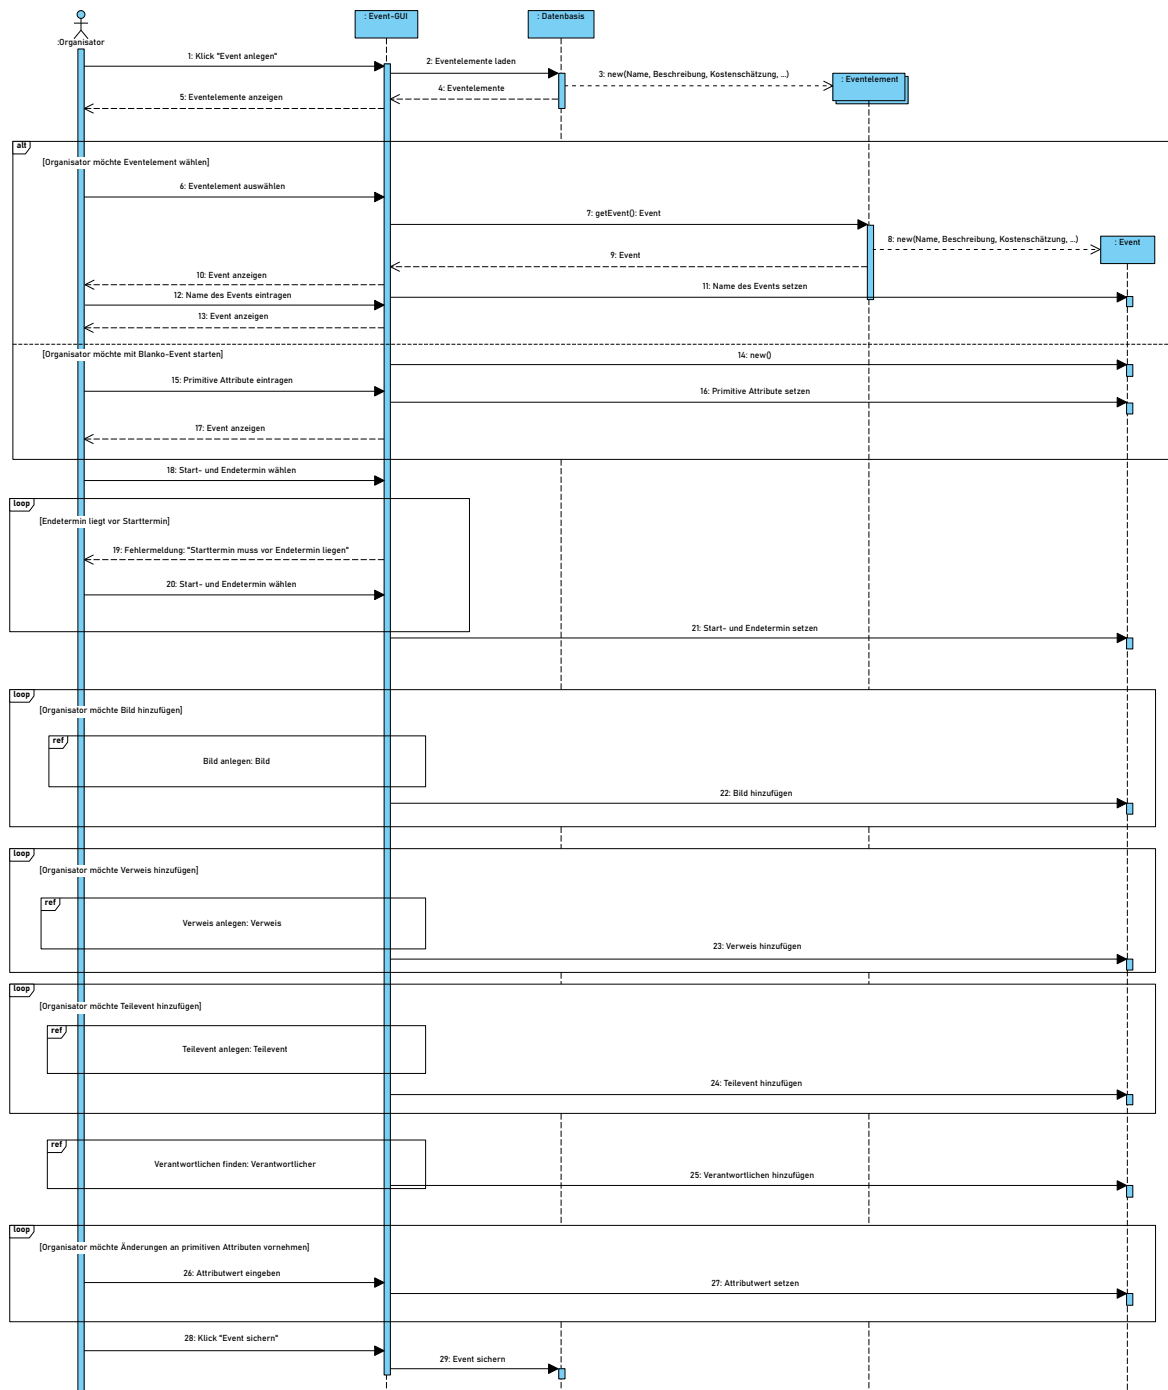 : Event-GUI
: Datenbasis
:Organisator
1: Klick "Event anlegen"
2: Eventelemente laden
3: new(Name, Beschreibung, Kostenschätzung, ...)
: Eventelement
4: Eventelemente
5: Eventelemente anzeigen
alt
[Organisator möchte Eventelement wählen]
6: Eventelement auswählen
7: getEvent(): Event
8: new(Name, Beschreibung, Kostenschätzung, ...)
: Event
9: Event
10: Event anzeigen
11: Name des Events setzen
12: Name des Events eintragen
13: Event anzeigen
[Organisator möchte mit Blanko-Event starten]
14: new()
15: Primitive Attribute eintragen
16: Primitive Attribute setzen
17: Event anzeigen
18: Start- und Endetermin wählen
loop
[Endetermin liegt vor Starttermin]
19: Fehlermeldung: "Starttermin muss vor Endetermin liegen"
20: Start- und Endetermin wählen
21: Start- und Endetermin setzen
loop
[Organisator möchte Bild hinzufügen]
ref
Bild anlegen: Bild
22: Bild hinzufügen
loop
[Organisator möchte Verweis hinzufügen]
ref
Verweis anlegen: Verweis
23: Verweis hinzufügen
loop
[Organisator möchte Teilevent hinzufügen]
ref
Teilevent anlegen: Teilevent
24: Teilevent hinzufügen
ref
Verantwortlichen finden: Verantwortlicher
25: Verantwortlichen hinzufügen
loop
[Organisator möchte Änderungen an primitiven Attributen vornehmen]
26: Attributwert eingeben
27: Attributwert setzen
28: Klick "Event sichern"
29: Event sichern